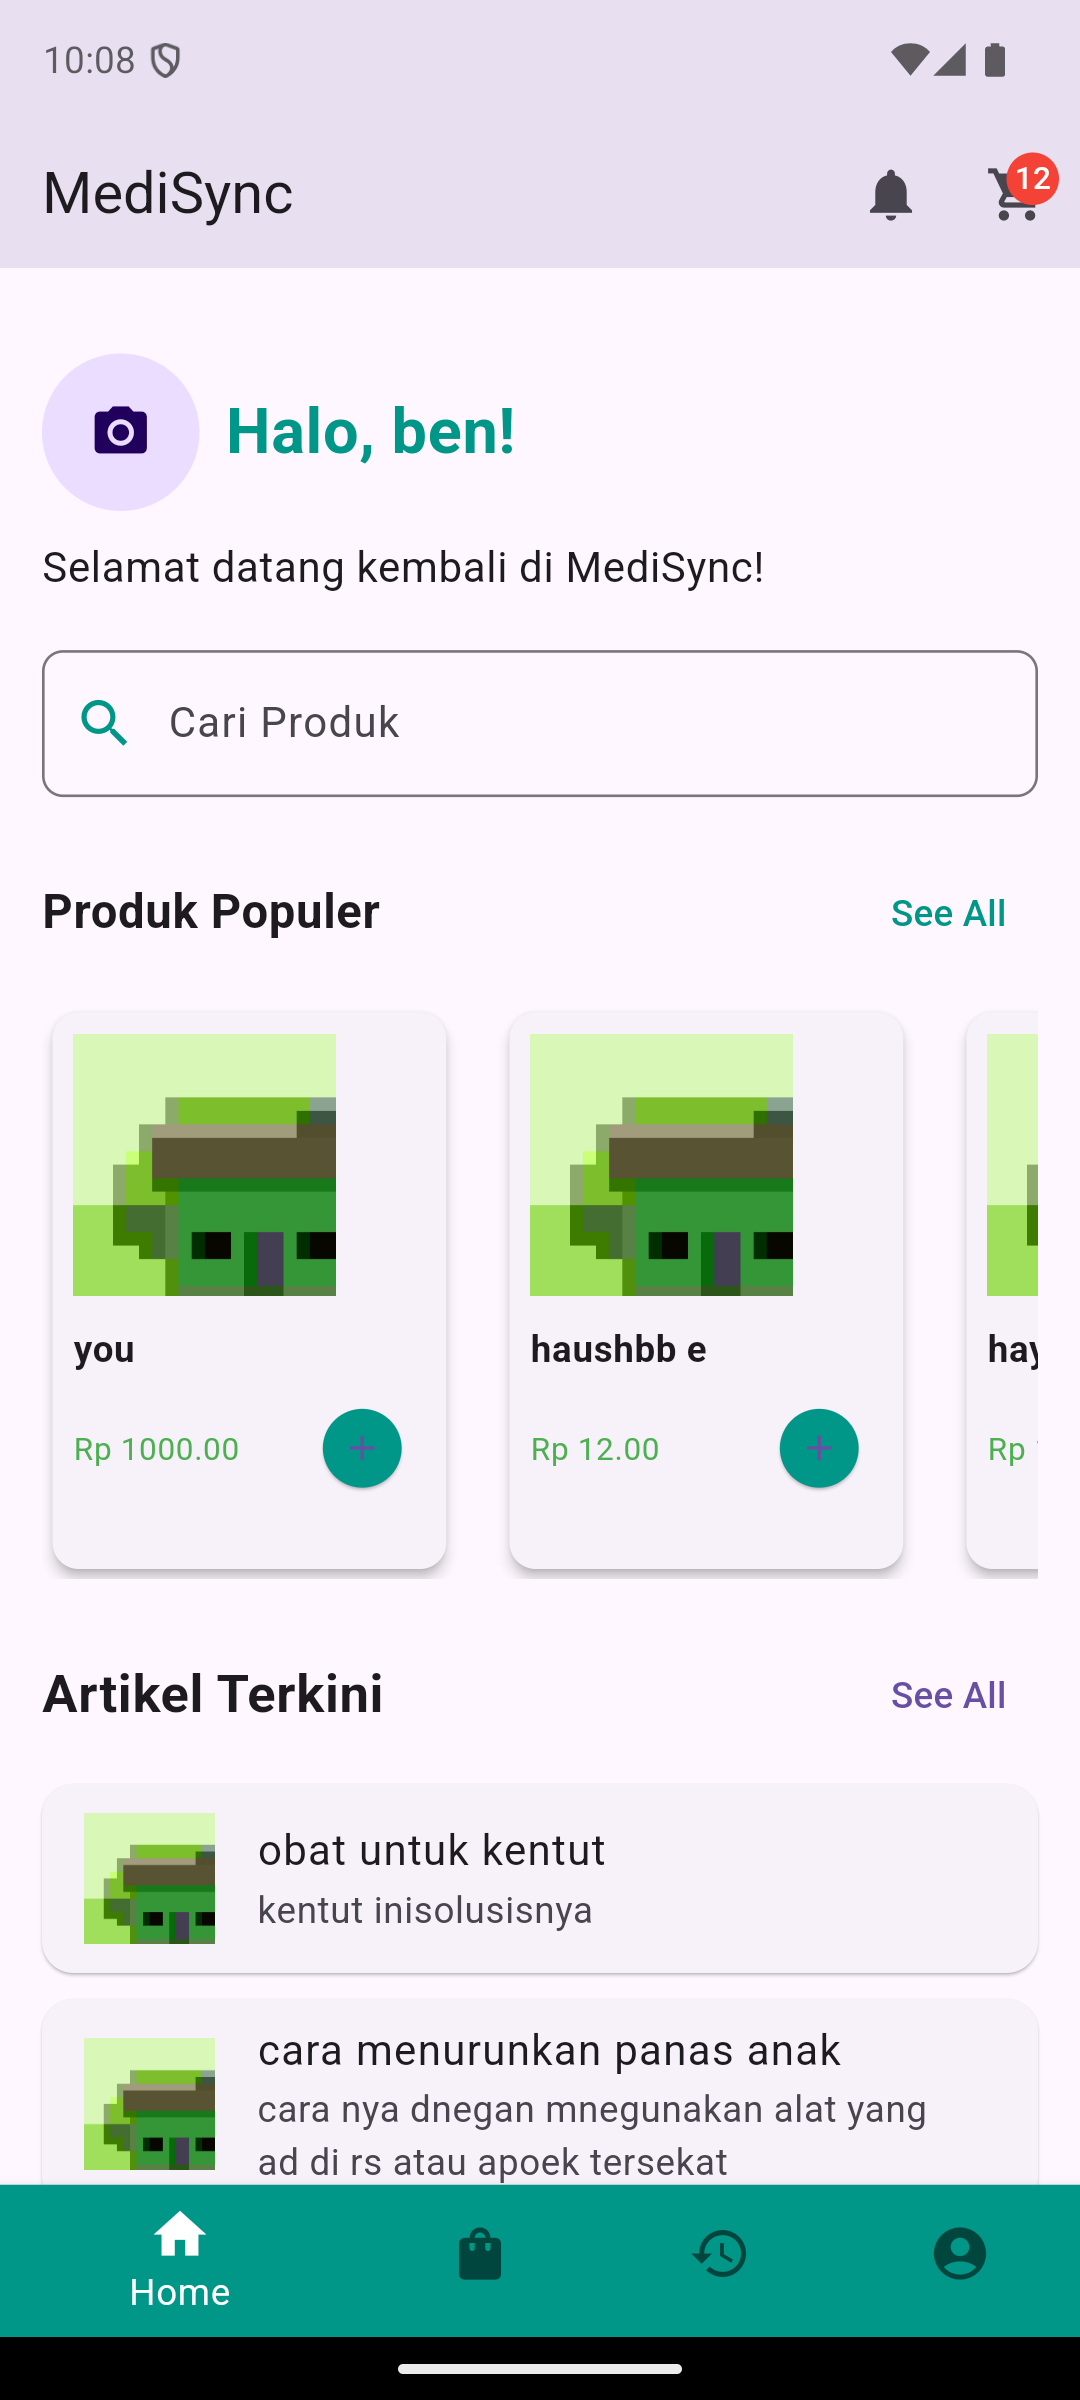 10:08
MediSync
12
Halo, ben!
Selamat datang kembali di MediSync!
Cari Produk
Produk Populer
See All
you
haushbb e
hay
Rp 1000.00
Rp 12.00
Rp
Artikel Terkini
See All
obat untuk kentut
kentut inisolusisnya
cara menurunkan panas anak
cara nya dnegan mnegunakan alat yang
ad di rs atau apoek tersekat
Home